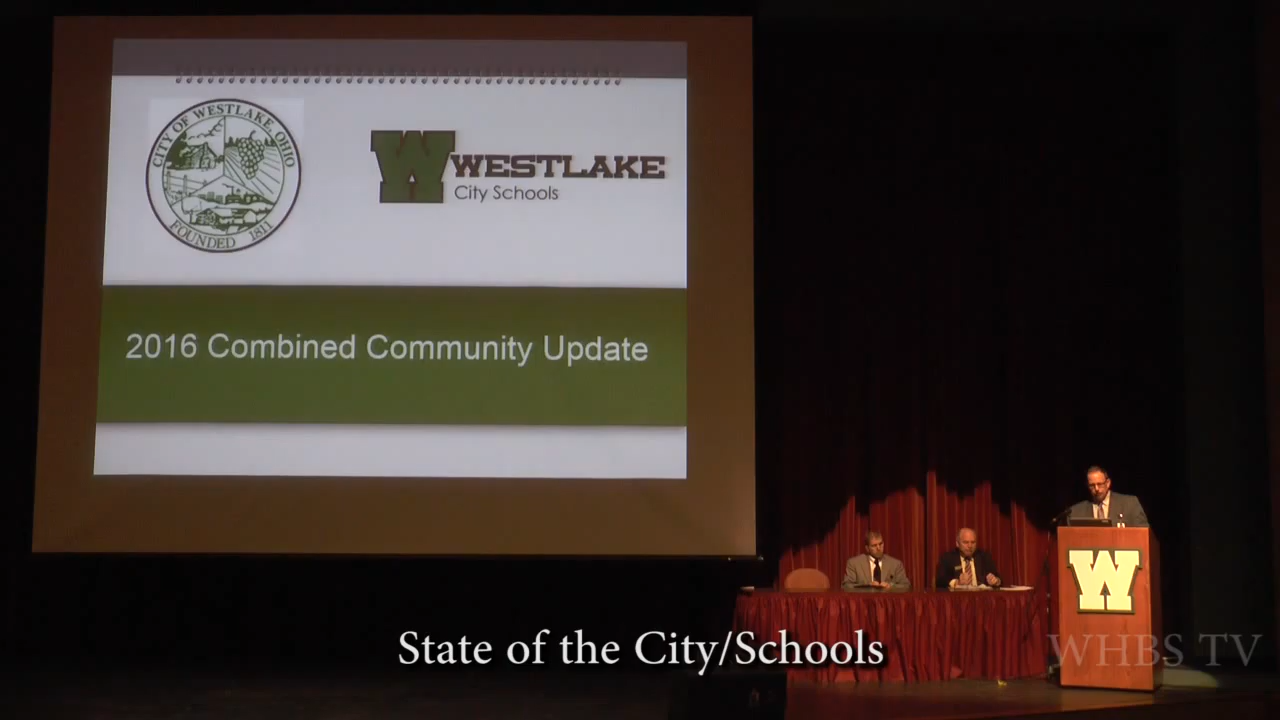 CITY OF WESTLAKE, OHIO
FOUNDED 1811
W WESTLAKE
City Schools
2016 Combined Community Update
W
State of the City/Schools
WHBS TV